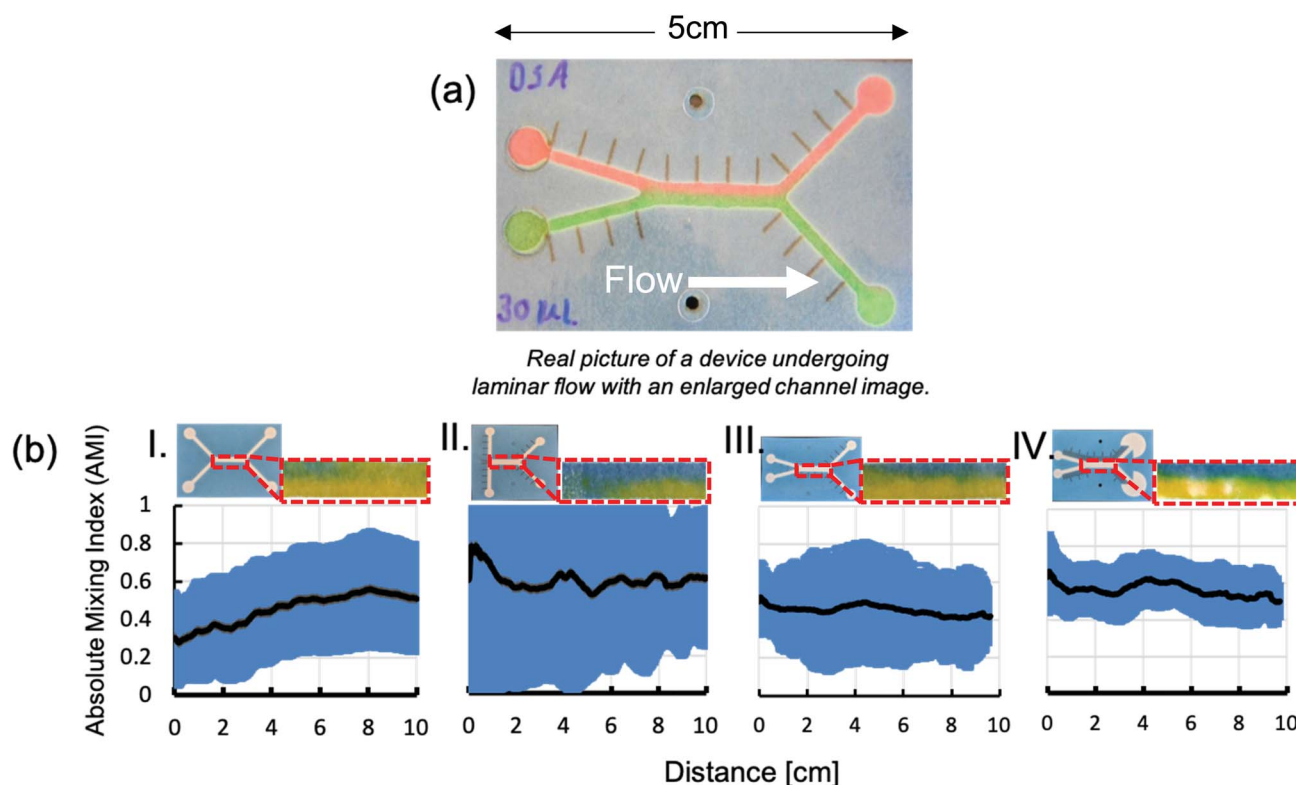 5cm
(a)
DSA
Flow
30 µL
Real picture of a device undergoing
laminar flow with an enlarged channel image.
(b)
I.
II.
III.
IV.
Absolute Mixing Index (AMI)
1
0.8
0.6
0.4
0.2
0
0 2 4 6 8 10
0 2 4 6 8 10
0 2 4 6 8 10
0 2 4 6 8 10
Distance [cm]